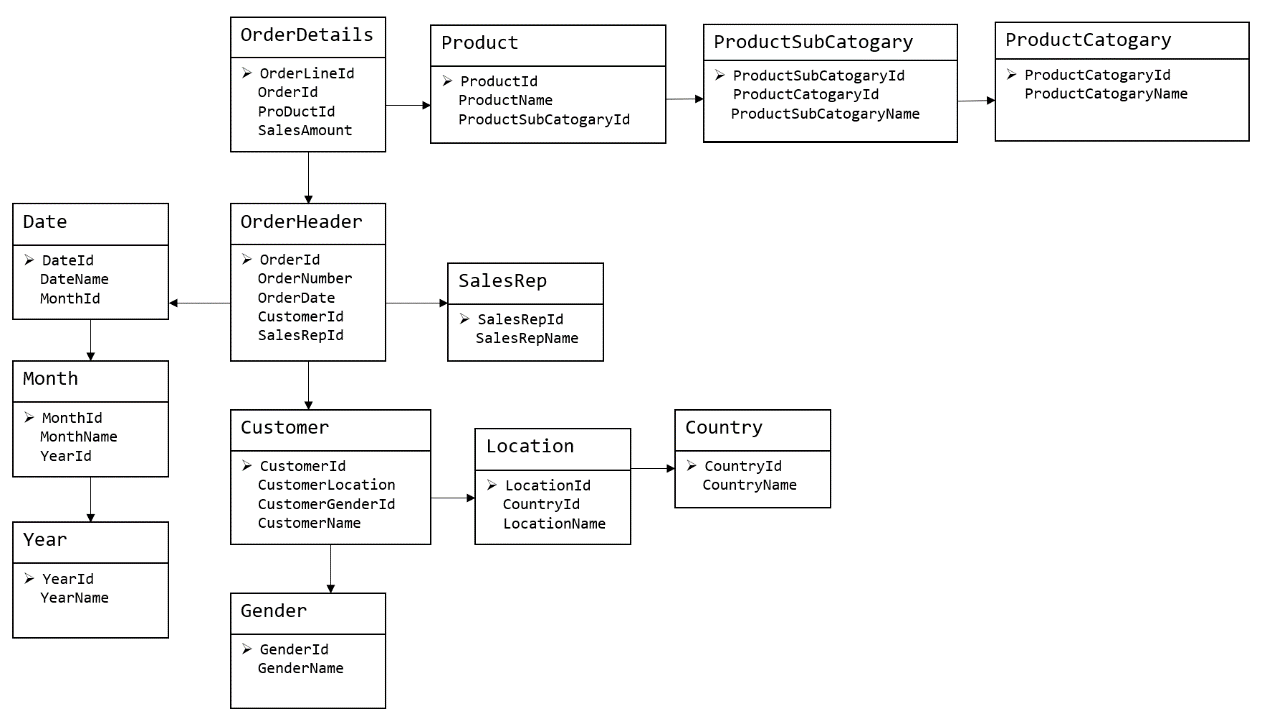 OrderDetails
OrderLineId
OrderId
ProDuctId
SalesAmount
Product
ProductId
ProductName
ProductSubCatogaryId
ProductSubCatogary
ProductSubCatogaryId
ProductCatogaryId
ProductSubCatogaryName
ProductCatogary
ProductCatogaryId
ProductCatogaryName
Date
DateId
DateName
MonthId
OrderHeader
OrderId
OrderNumber
OrderDate
CustomerId
SalesRepId
SalesRep
SalesRepId
SalesRepName
Month
MonthId
MonthName
YearId
Customer
CustomerId
CustomerLocation
CustomerGenderId
CustomerName
Location
LocationId
CountryId
LocationName
Country
CountryId
CountryName
Year
YearId
YearName
Gender
GenderId
GenderName